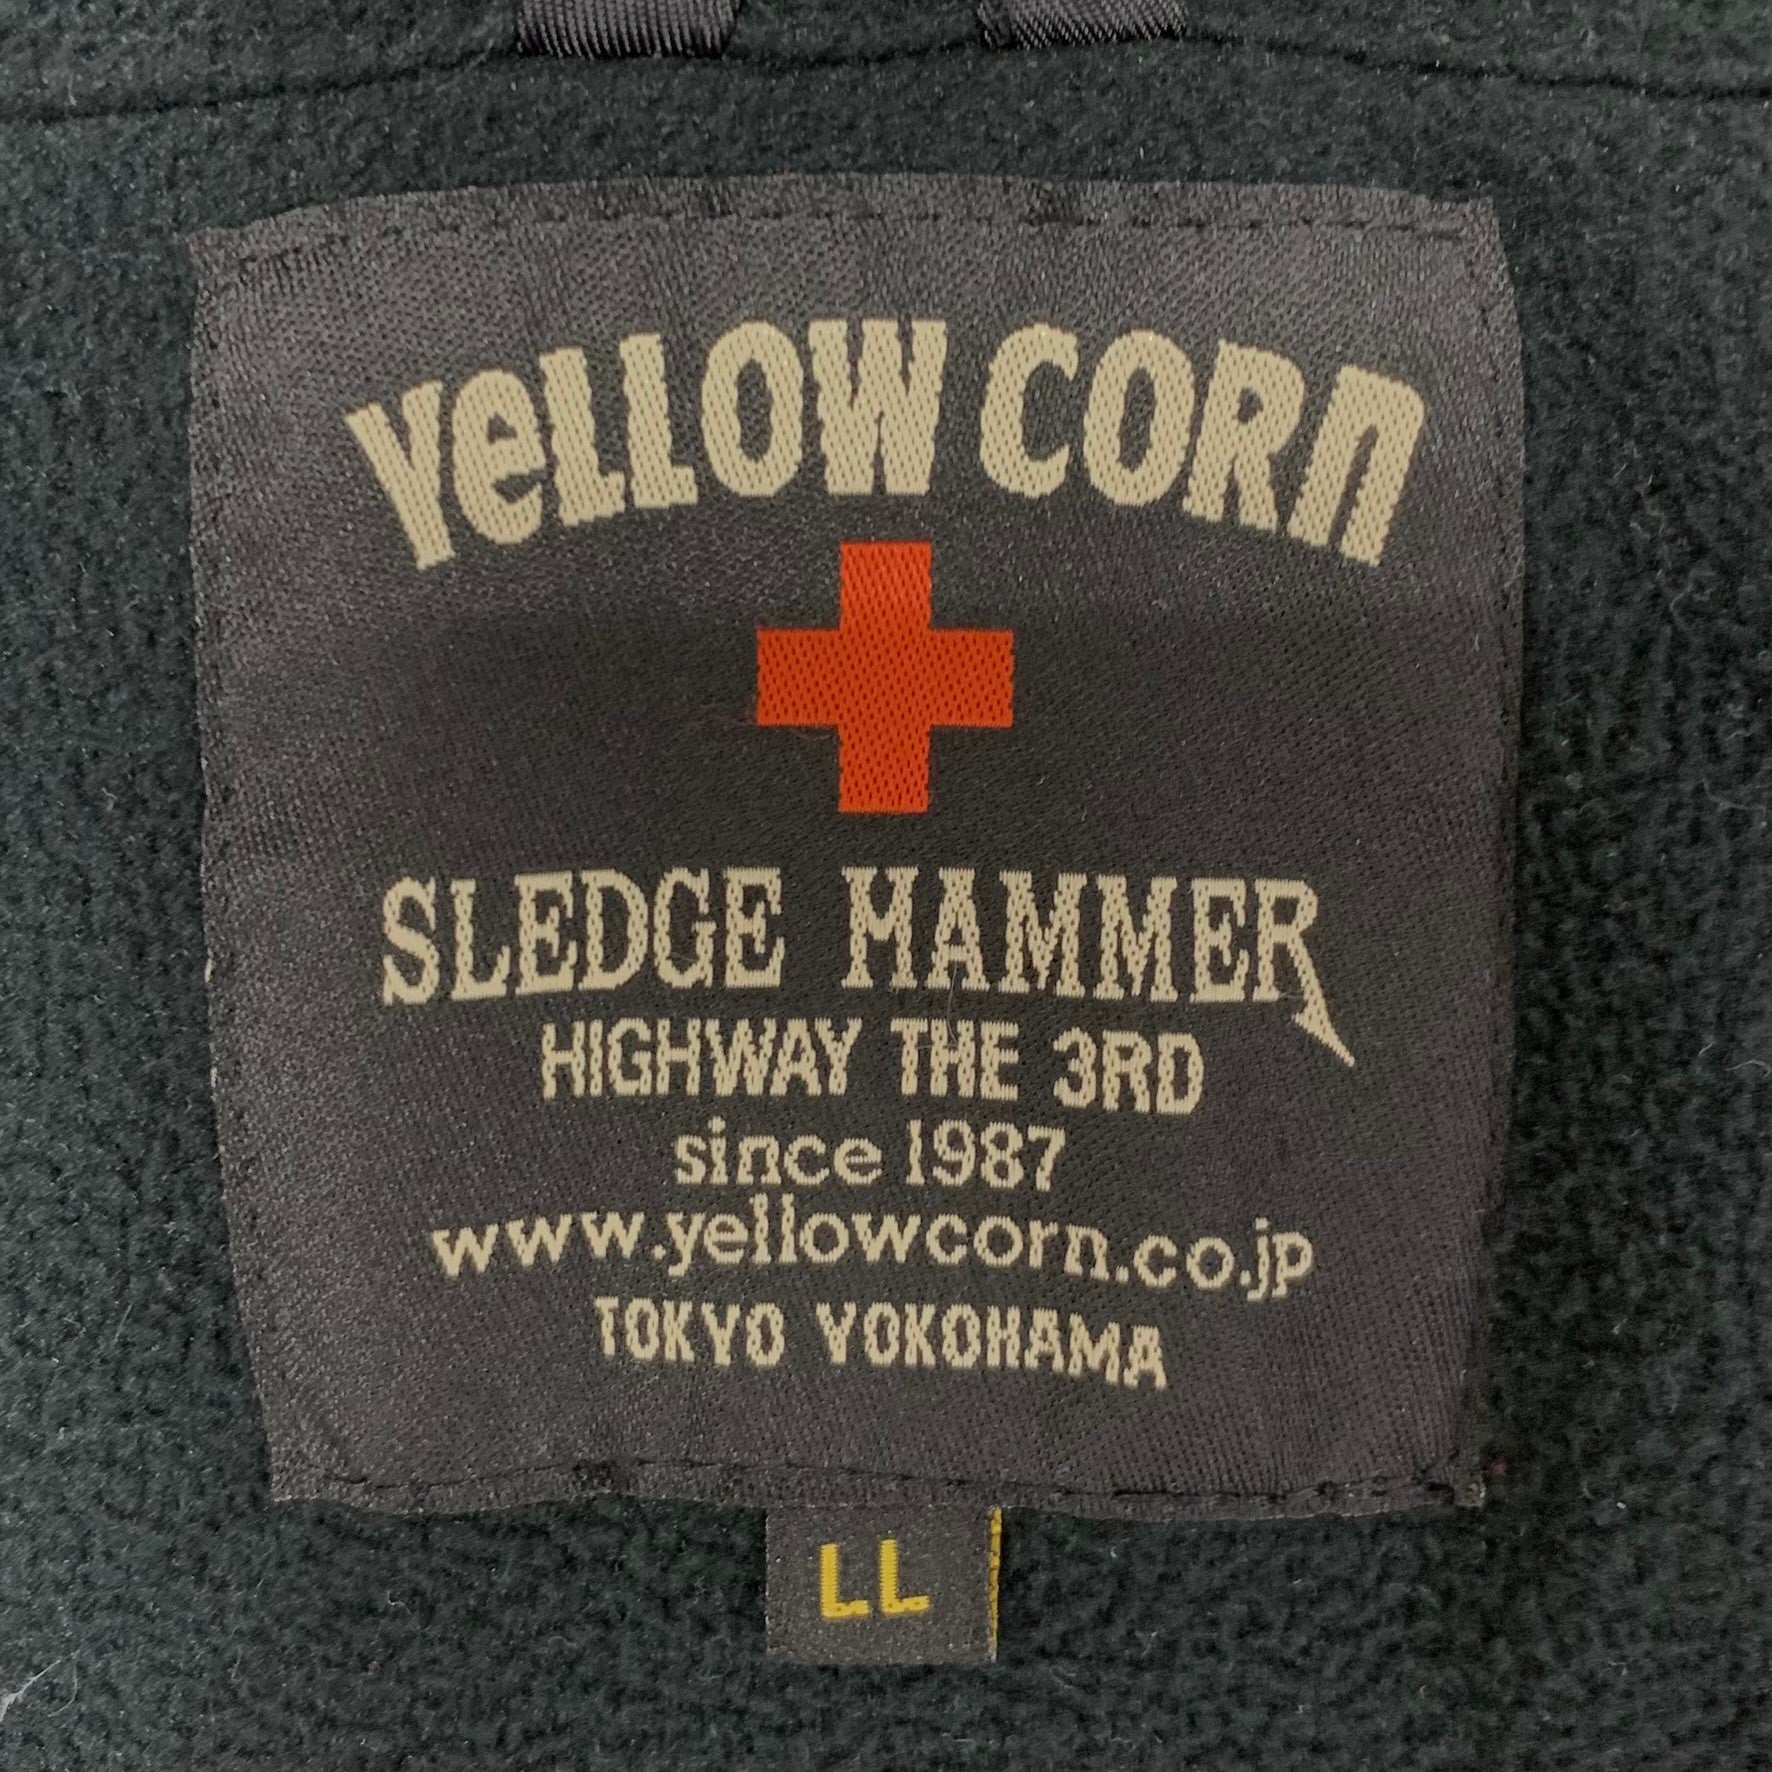 YeLLOW CORn
SLEDGE HAMMER
HIGHWAY THE 3RD
since 1987
www.yellowcorn.co.jp
TOKYO YOKOHAMA
LL